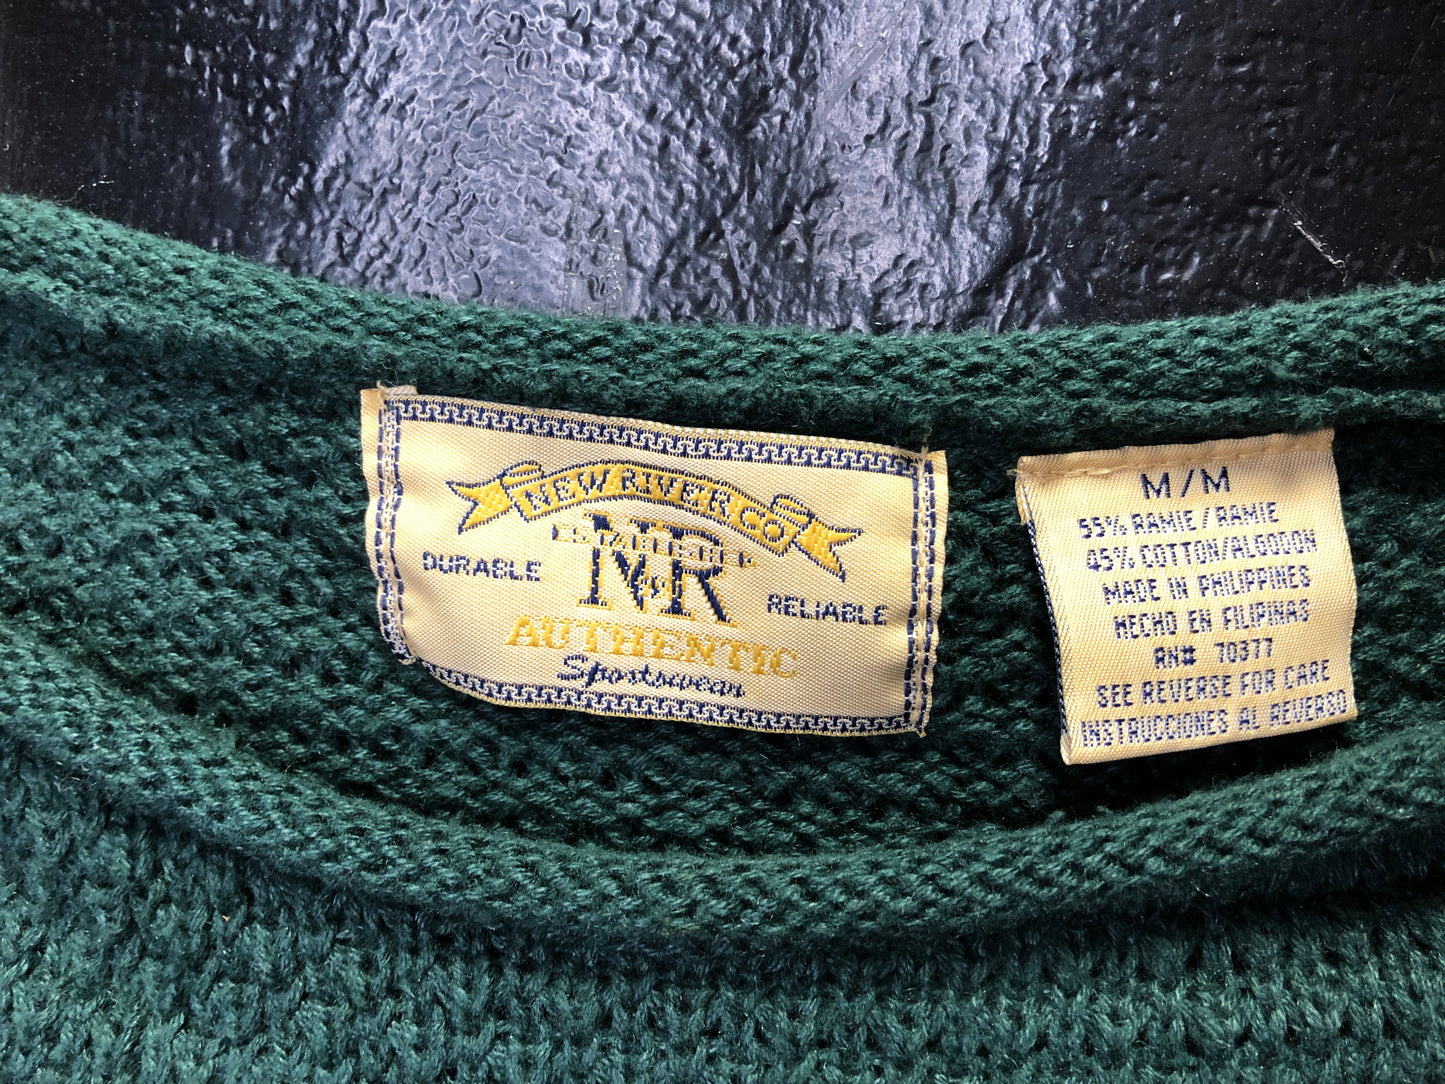 NEW RIVER CO
NR
DURABLE
RELIABLE
AUTHENTIC
Sportswear
M/M
55% RAMIE/RAMIE
45% COTTON/ALGODON
MADE IN PHILIPPINES
HECHO EN FILIPINAS
RN# 70377
SEE REVERSE FOR CARE
INSTRUCCIONES AL REVERSO